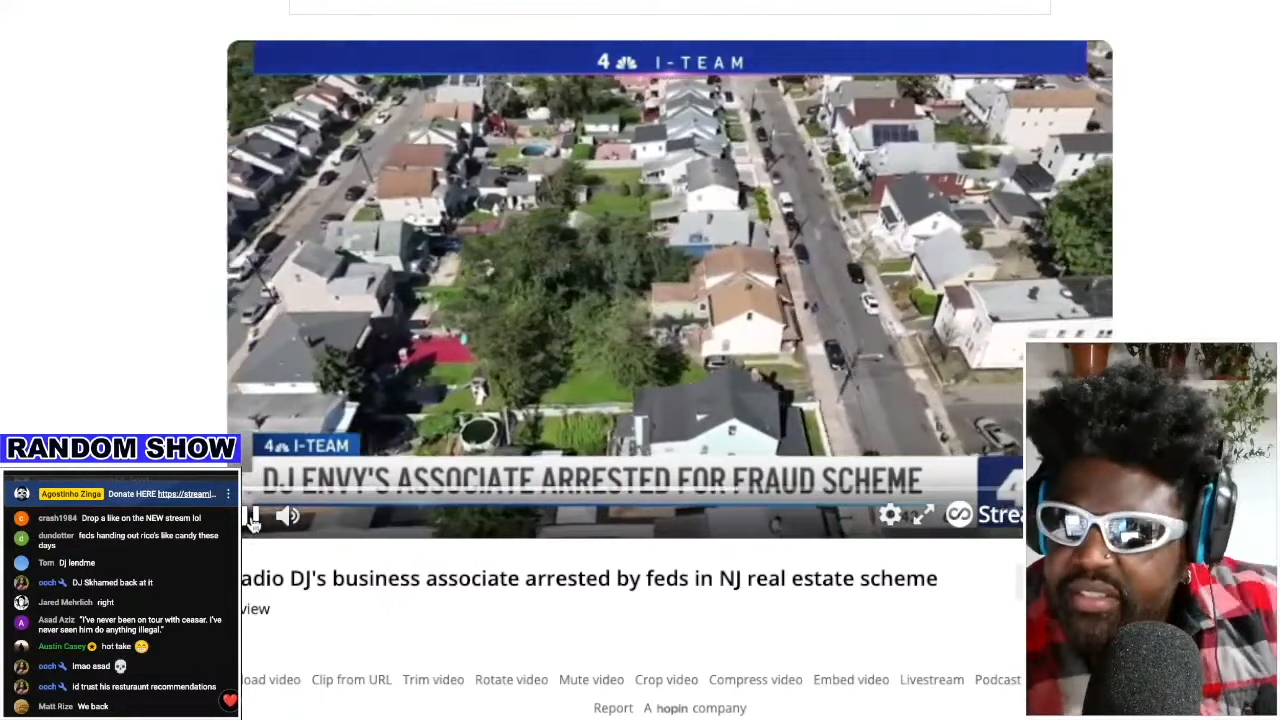 4 I-TEAM
4 I-TEAM
DJ ENVY'S ASSOCIATE ARRESTED FOR FRAUD SCHEME
4
Strea
adio DJ's business associate arrested by feds in NJ real estate scheme
view
load video Clip from URL Trim video Rotate video Mute video Crop video Compress video Embed video Livestream Podcast
Report A hopin company
RANDOM SHOW
Agostinho Zinga Donate HERE https://streaml...
crash1984 Drop a like on the NEW stream lol
dundotter feds handing out rico's like candy these
days
Tom Dj lendme
ooch DJ Skhamed back at it
Jared Mehrlich right
Asad Aziz "I've never been on tour with ceasar. I've
never seen him do anything illegal."
Austin Casey hot take
ooch lmao asad
ooch id trust his resturaunt recommendations
Matt Rize We back